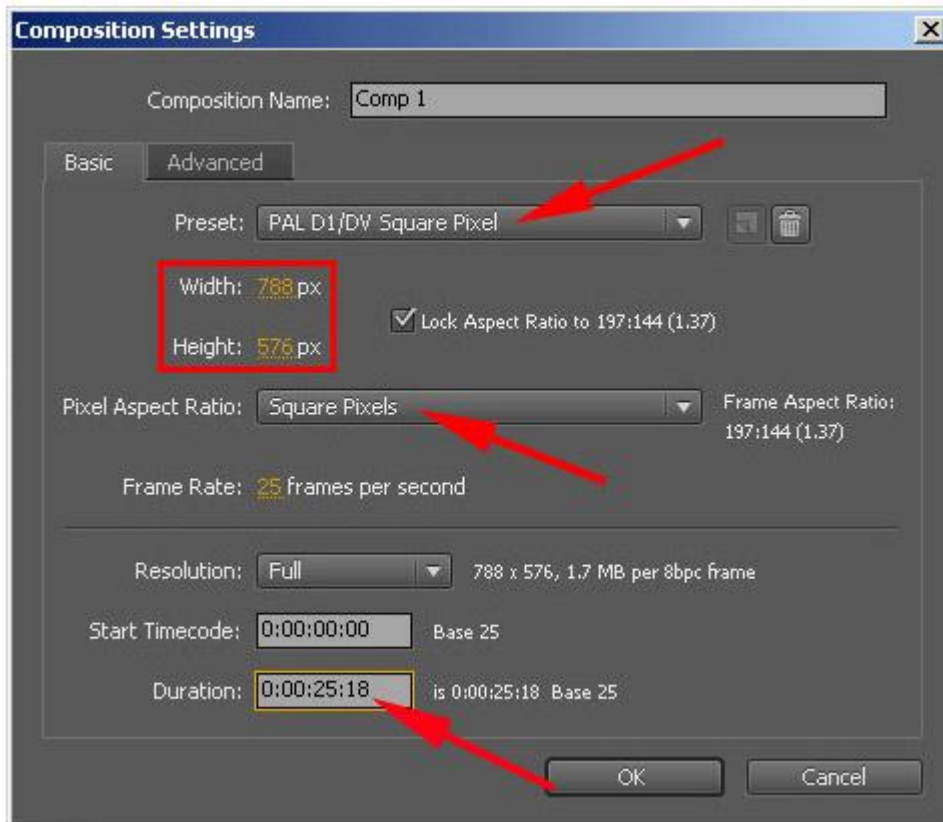 Composition Settings
Composition Name: Comp 1
Basic Advanced
Preset: PAL D1/DV Square Pixel
Width: 788 px
Lock Aspect Ratio to 197:144 (1.37)
Height: 576 px
Pixel Aspect Ratio: Square Pixels
Frame Aspect Ratio:
197:144 (1.37)
Frame Rate: 25 frames per second
Resolution: Full 788 x 576, 1.7 MB per 8bpc frame
Start Timecode: 0:00:00:00 Base 25
Duration: 0:00:25:18 is 0:00:25:18 Base 25
OK Cancel